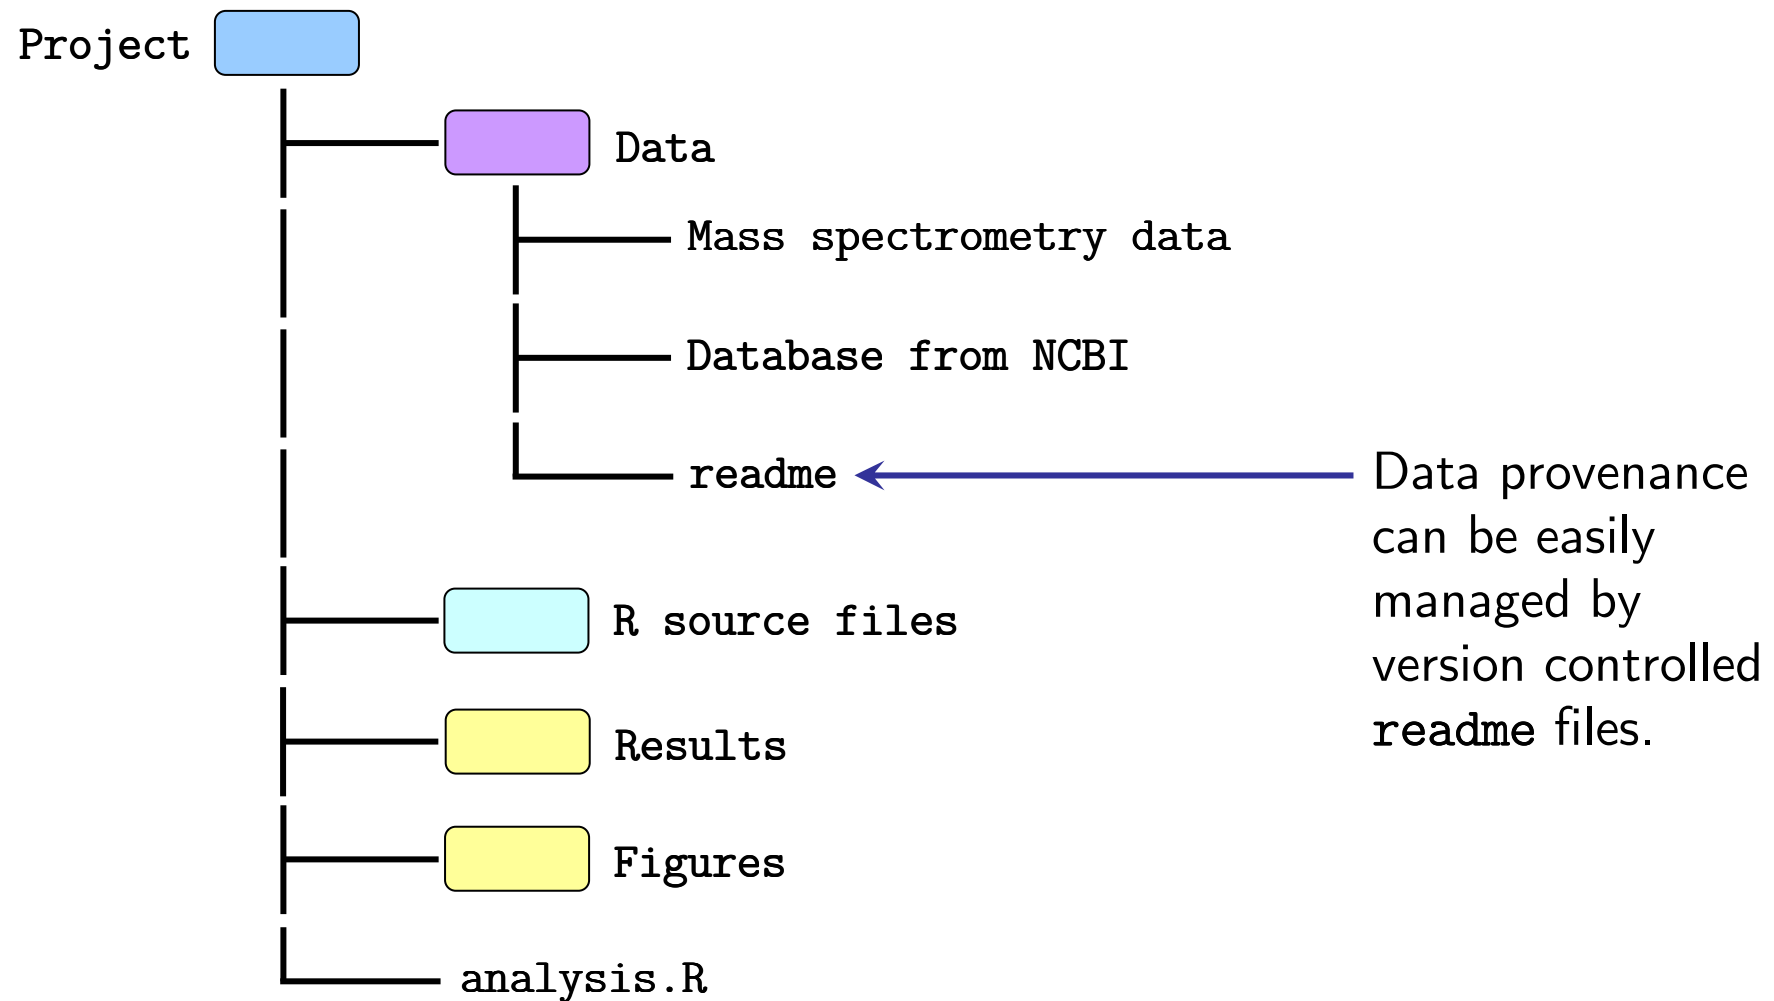 Project
Data
Mass spectrometry data
Database from NCBI
readme
Data provenance
can be easily
managed by
version controlled
readme files.
R source files
Results
Figures
analysis.R